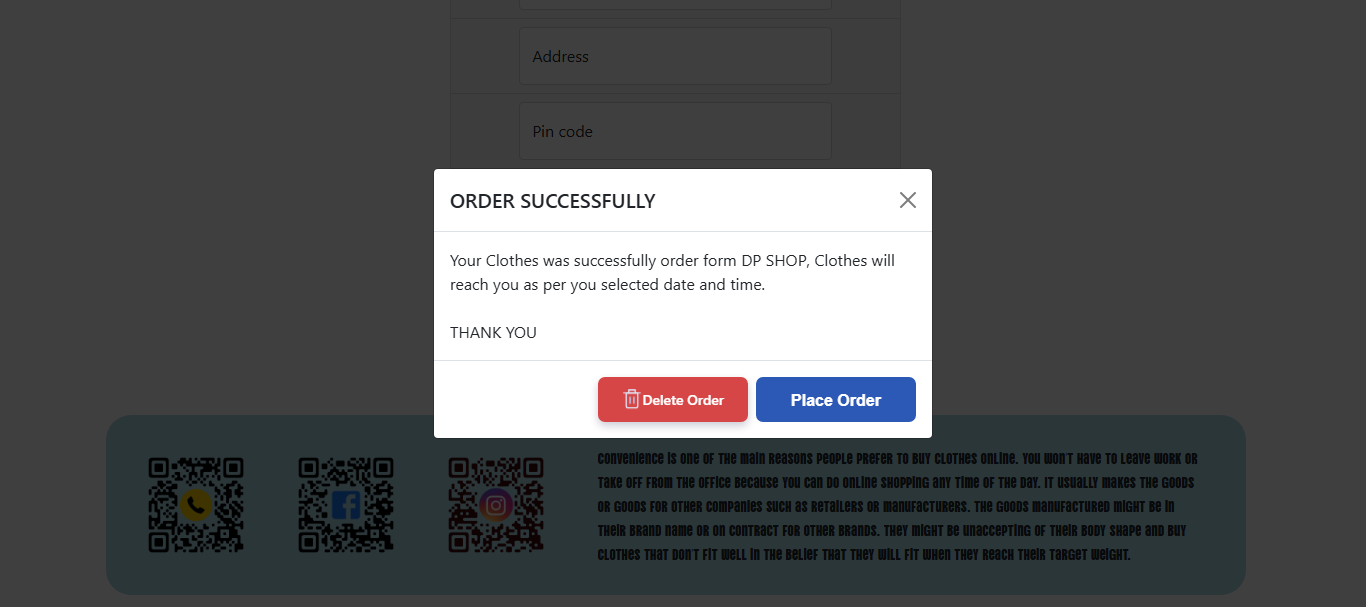 Address
Pin code
ORDER SUCCESSFULLY
Your Clothes was successfully order form DP SHOP, Clothes will
reach you as per you selected date and time.
THANK YOU
Delete Order
Place Order
Convenience is one of the main reasons people prefer to buy clothes online. You won't have to leave work or
take off from the office because you can do online shopping any time of the day. It usually makes the goods
or goods for other companies such as retailers or manufacturers. The goods manufactured might be in
their brand name or on contract for other brands. They might be unaccepting of their body shape and buy
clothes that don't fit well in the belief that they will fit when they reach their target weight.